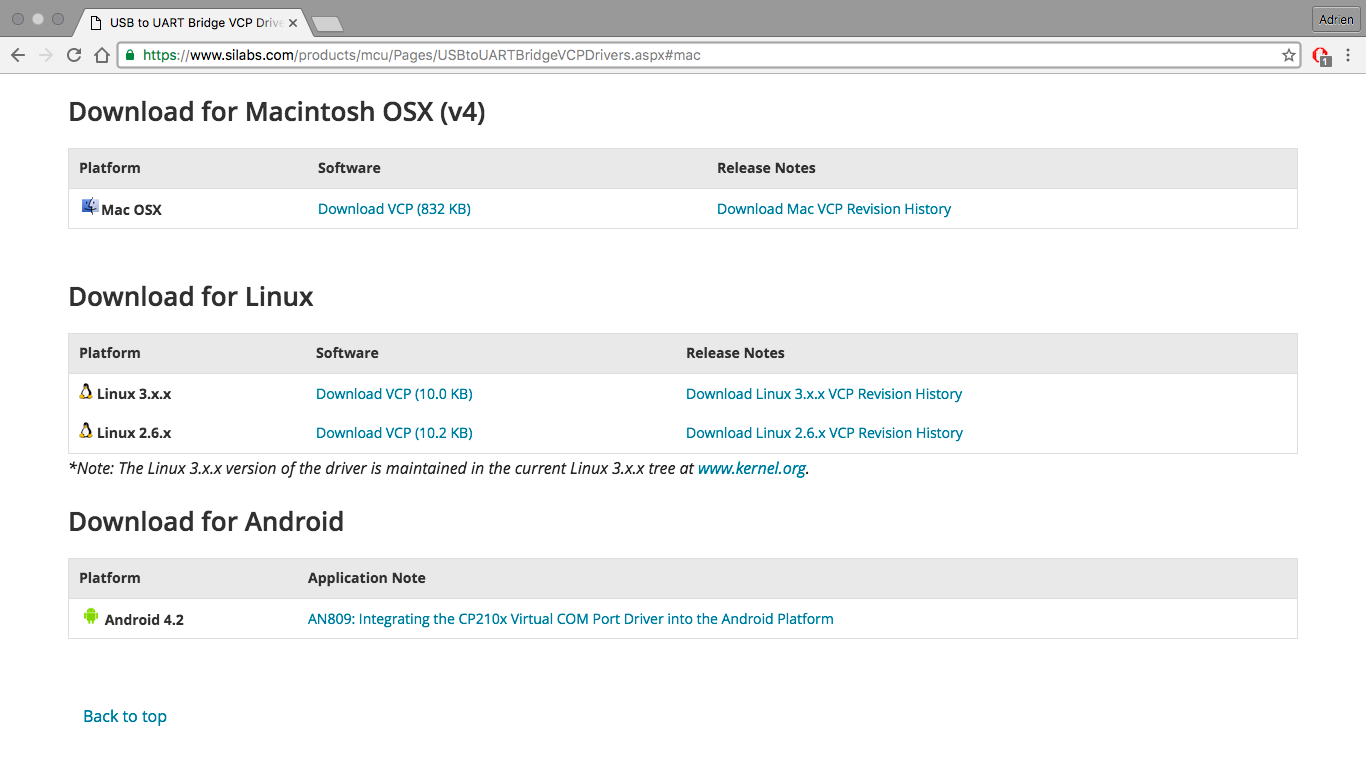 USB to UART Bridge VCP Drive
Adrien
https://www.silabs.com/products/mcu/Pages/USBtoUARTBridgeVCPDrivers.aspx#mac
1
Download for Macintosh OSX (v4)
Platform Software Release Notes
Mac OSX Download VCP (832 KB) Download Mac VCP Revision History
Download for Linux
Platform Software Release Notes
Linux 3.x.x Download VCP (10.0 KB) Download Linux 3.x.x VCP Revision History
Linux 2.6.x Download VCP (10.2 KB) Download Linux 2.6.x VCP Revision History
*Note: The Linux 3.x.x version of the driver is maintained in the current Linux 3.x.x tree at www.kernel.org.
Download for Android
Platform Application Note
Android 4.2 AN809: Integrating the CP210x Virtual COM Port Driver into the Android Platform
Back to top